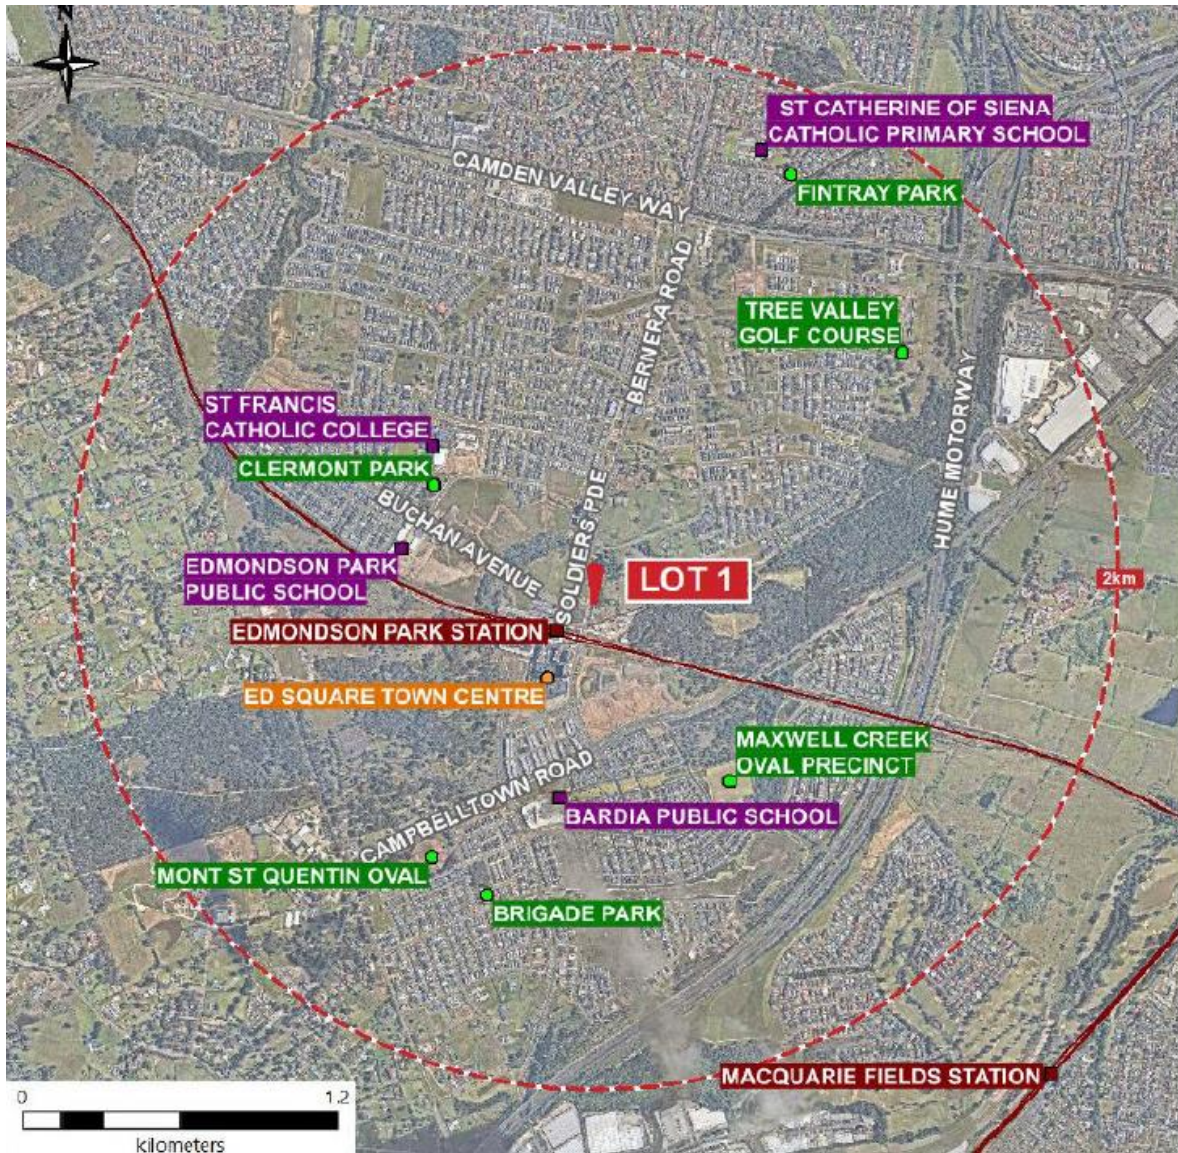 N
ST CATHERINE OF SIENA
CATHOLIC PRIMARY SCHOOL
CAMDEN VALLEY WAY
FINTRAY PARK
BERNERA ROAD
TREE VALLEY
GOLF COURSE
HUME MOTORWAY
ST FRANCIS
CATHOLIC COLLEGE
CLERMONT PARK
BUCHAN AVENUE
SOLDIERS PDE
EDMONDSON PARK
PUBLIC SCHOOL
LOT 1
2km
EDMONDSON PARK STATION
ED SQUARE TOWN CENTRE
MAXWELL CREEK
OVAL PRECINCT
CAMPBELLTOWN ROAD
BARDIA PUBLIC SCHOOL
MONT ST QUENTIN OVAL
BRIGADE PARK
MACQUARIE FIELDS STATION
0 1.2
kilometers